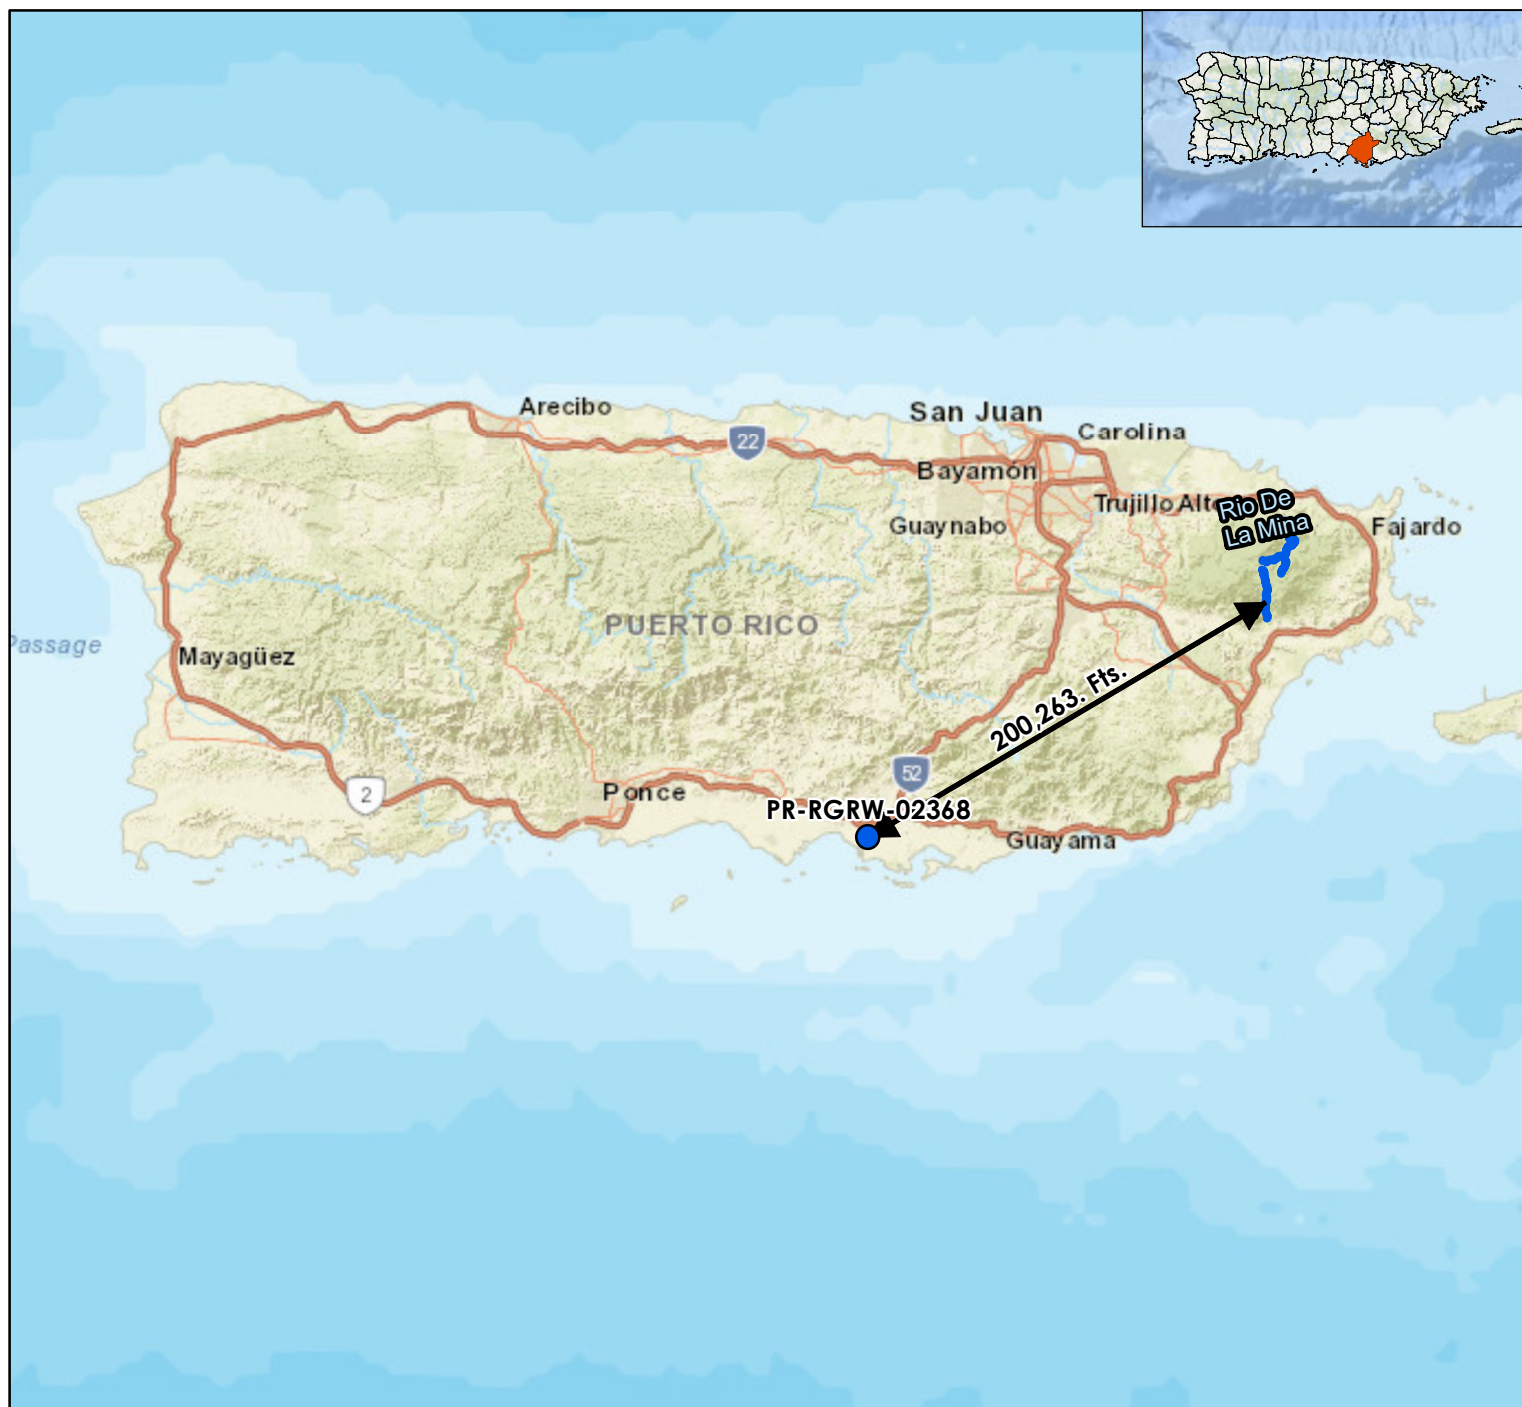 Arecibo
San Juan
Carolina
22
Bayamón
Trujillo Alto
Rio De
La Mina
Guaynabo
Fajardo
PUERTO RICO
Passage
Mayagüez
200,263. Fts.
52
2
Ponce
PR-RGRW-02368
Guayama